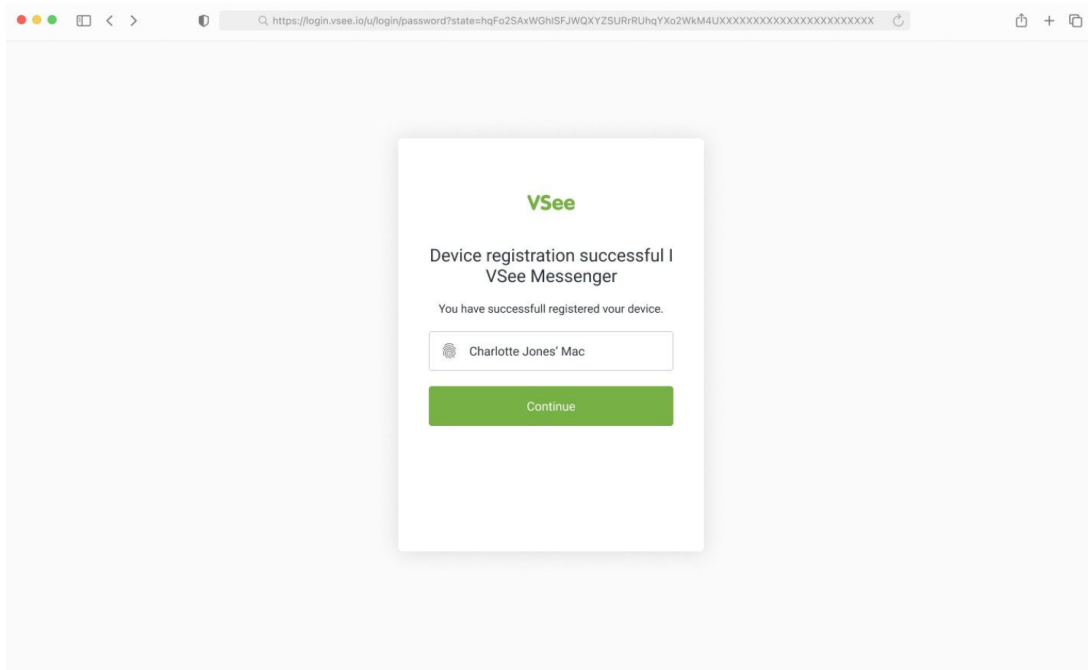 https://login.vsee.io/u/login/password?state=hqFo2SAxWGhISFJWQXYZSURrRUhqYXo2WkM4UXXXXXXXXXXXXXXXXXXXXXXX
VSee
Device registration successful I
VSee Messenger
You have successfull registered vour device.
Charlotte Jones' Mac
Continue